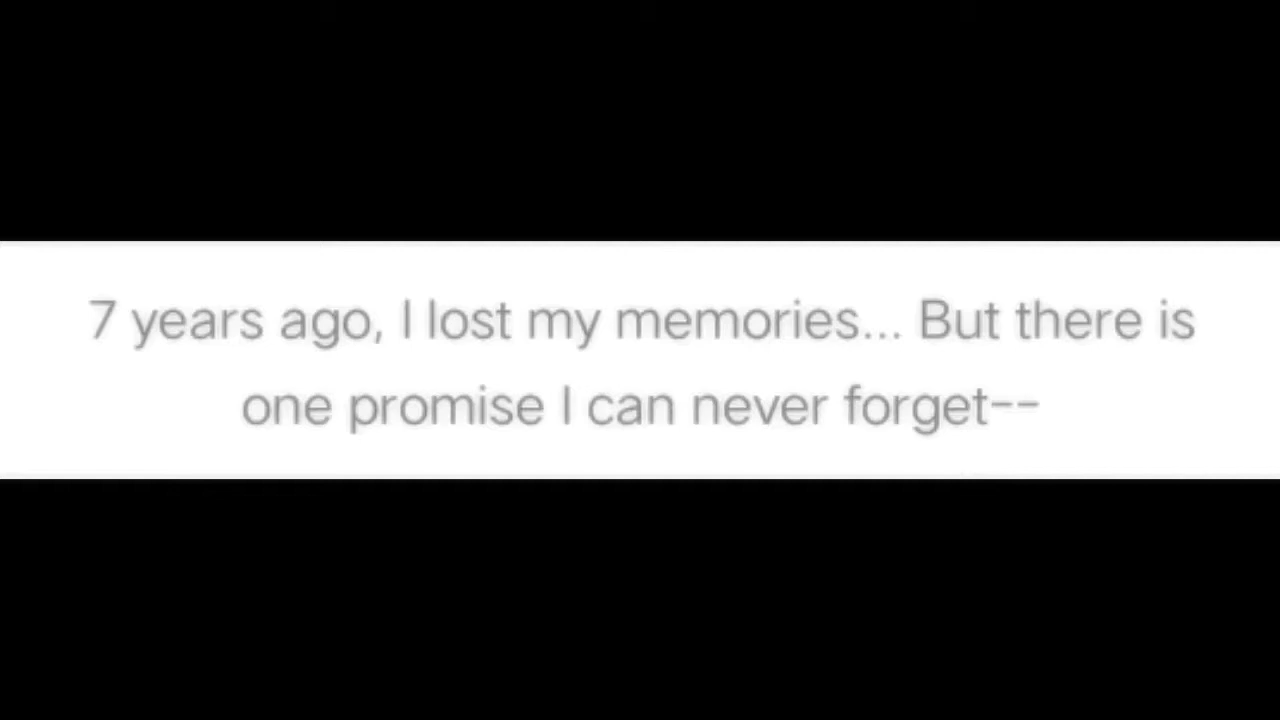 7 years ago, I lost my memories... But there is
one promise I can never forget--